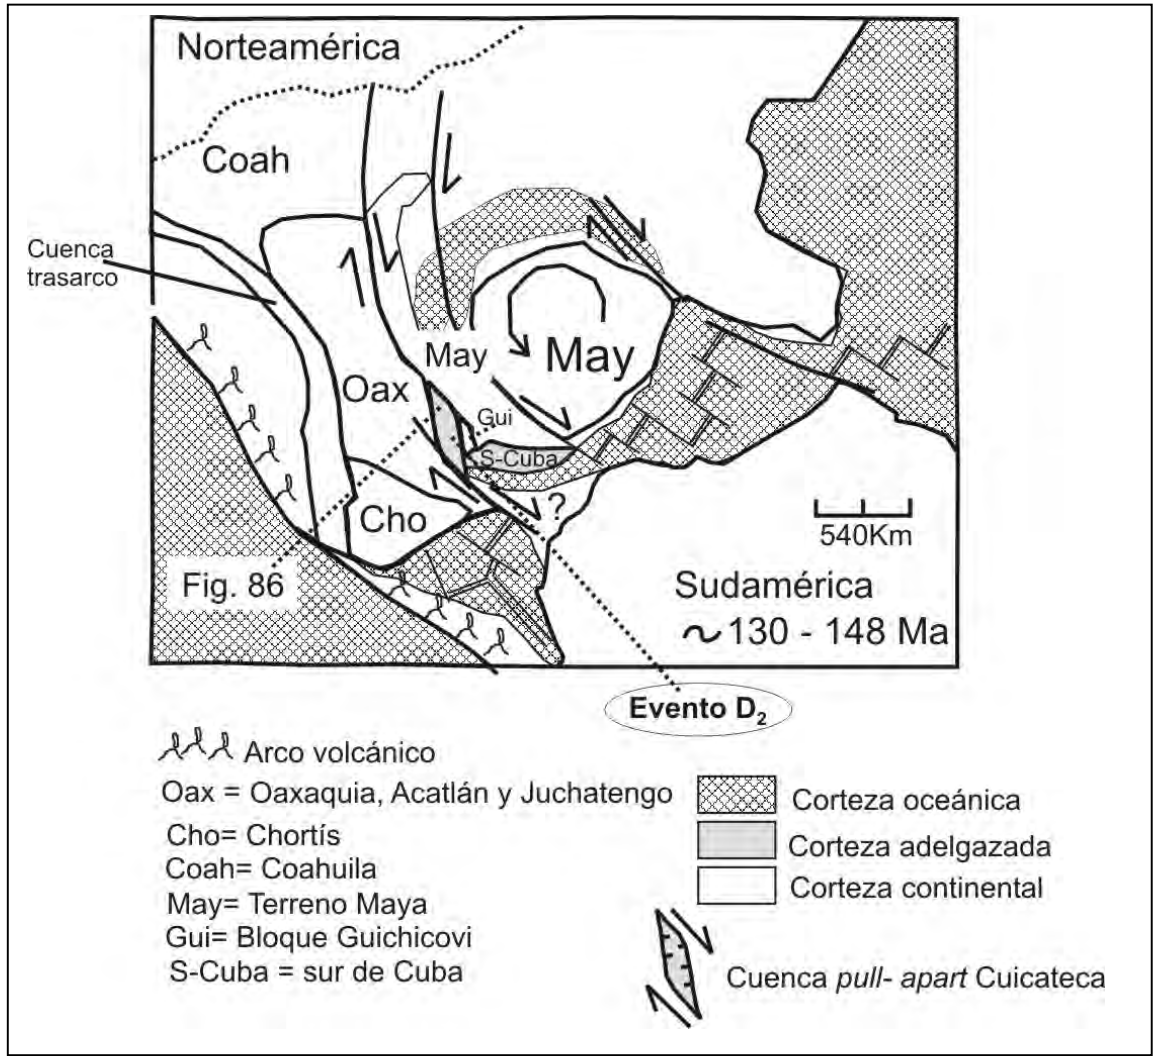 Norteamérica
Coah
Cuenca
trasarco
May
May
Oax
Gui
S-Cuba
?
Cho
540Km
Fig. 86
Sudamérica
~130 - 148 Ma
Evento D₂
Arco volcánico
Oax = Oaxaquia, Acatlán y Juchatengo
Cho= Chortís
Coah= Coahuila
May= Terreno Maya
Gui= Bloque Guichicovi
S-Cuba = sur de Cuba
Corteza oceánica
Corteza adelgazada
Corteza continental
Cuenca pull- apart Cuicateca